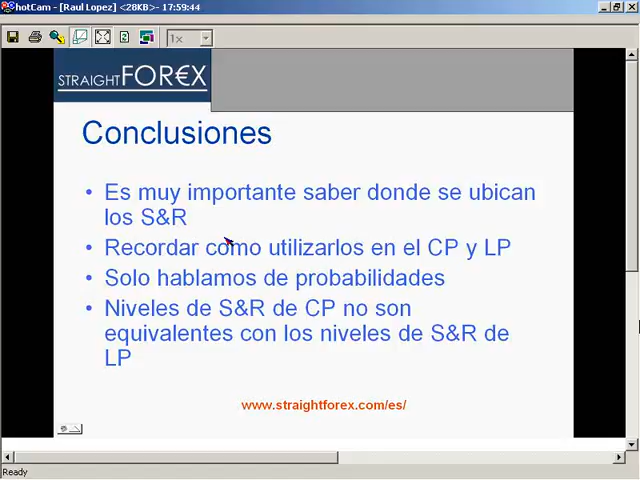 hotCam - [Raul Lopez] <28KB> - 17:59:44
1x
STRAIGHTFOR€X
Conclusiones
• Es muy importante saber donde se ubican
los S&R
• Recordar como utilizarlos en el CP y LP
• Solo hablamos de probabilidades
• Niveles de S&R de CP no son
equivalentes con los niveles de S&R de
LP
www.straightforex.com/es/
Ready